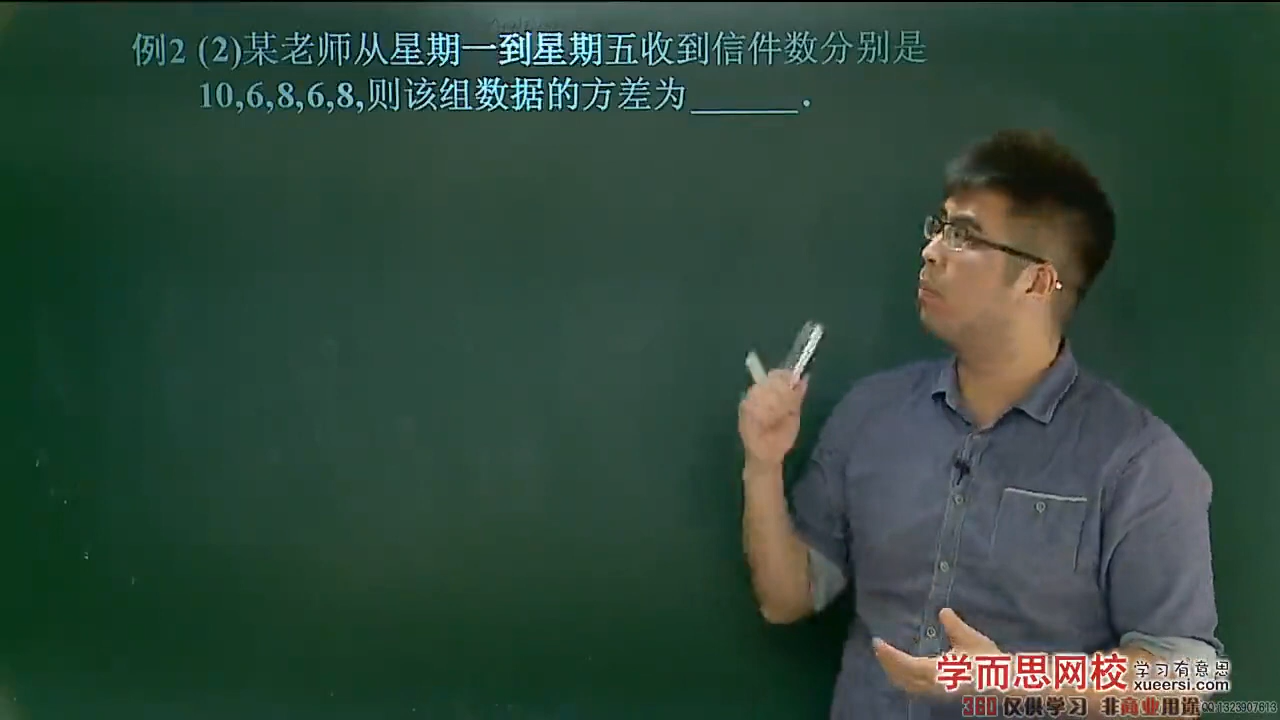 例2 (2)某老师从星期一到星期五收到信件数分别是
10,6,8,6,8,则该组数据的方差为______.
学而思网校 学习有意思
xueersi.com
360 仅供学习 非商业用途 QQ:1323907613